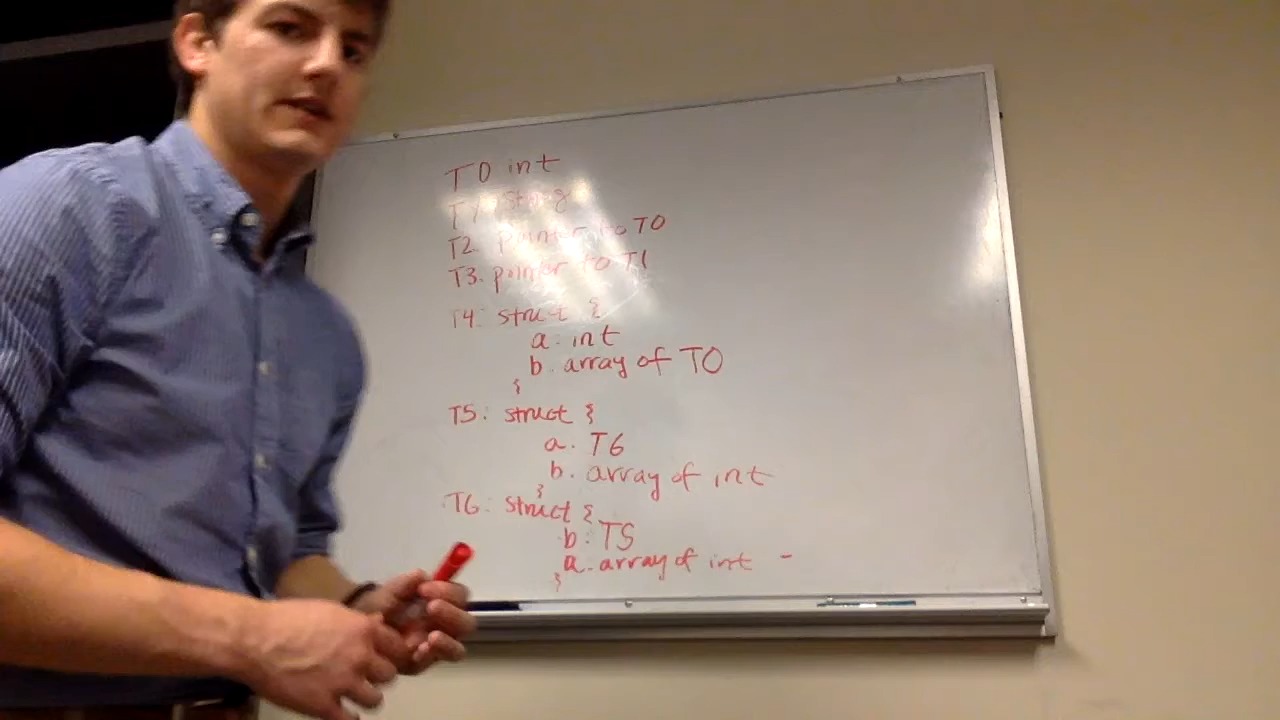 T0 int
T1 string
T2. Pointer to T0
T3. pointer to T1
T4: struct {
a: int
b. array of T0
}
T5: struct {
a. T6
b. array of int
}
T6: struct {
b: T5
a. array of int -
}